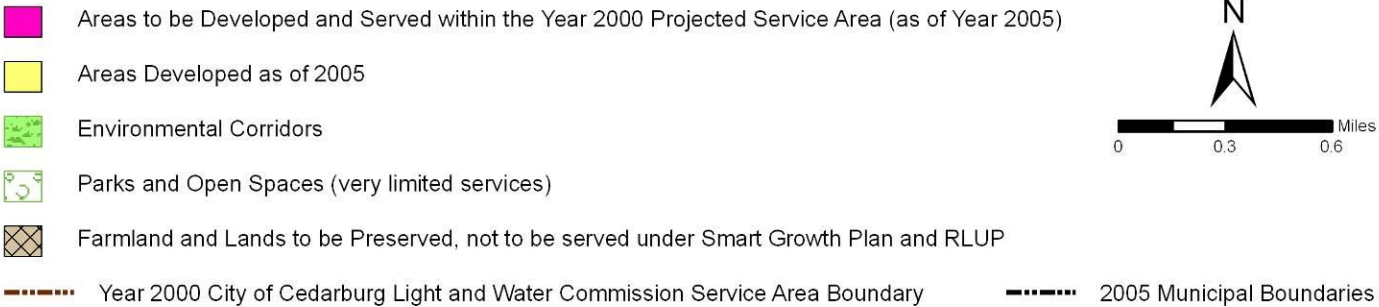 N
Areas to be Developed and Served within the Year 2000 Projected Service Area (as of Year 2005)
Areas Developed as of 2005
Environmental Corridors
Miles
0 0.3 0.6
Parks and Open Spaces (very limited services)
Farmland and Lands to be Preserved, not to be served under Smart Growth Plan and RLUP
Year 2000 City of Cedarburg Light and Water Commission Service Area Boundary 2005 Municipal Boundaries